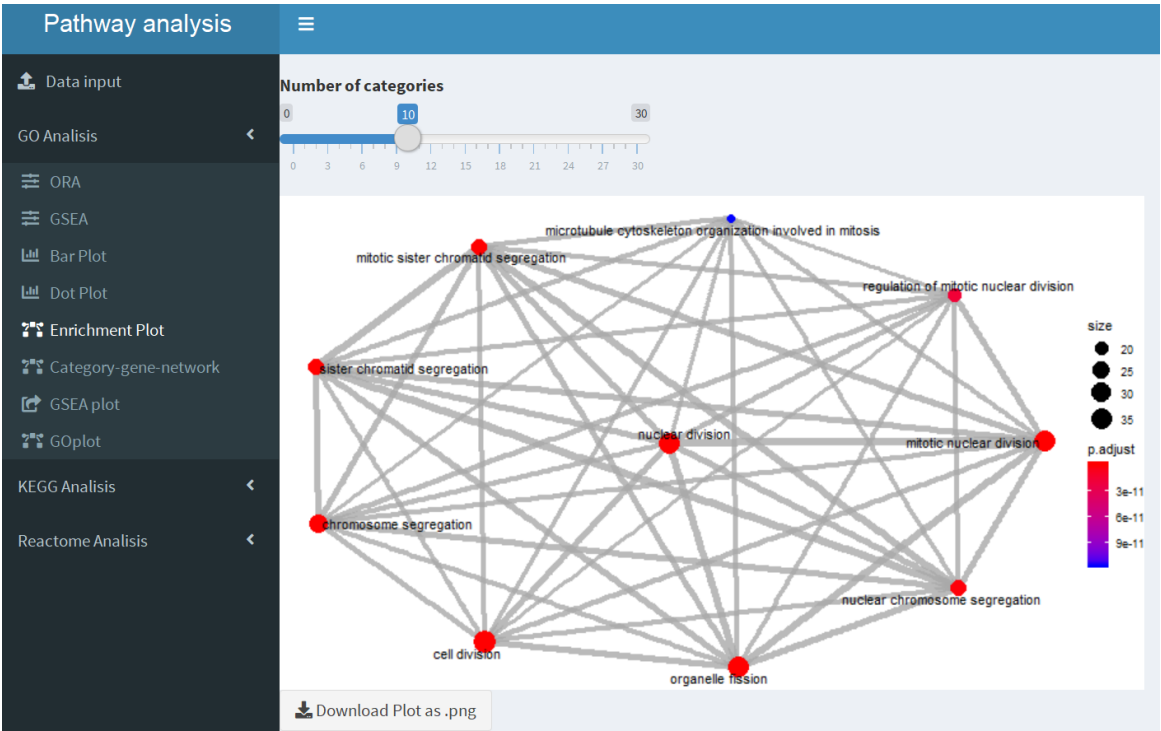 Pathway analysis
Data input
GO Analisis
ORA
GSEA
Bar Plot
Dot Plot
Enrichment Plot
Category-gene-network
GSEA plot
GOplot
KEGG Analisis
Reactome Analisis
Number of categories
0 10 30
0 3 6 9 12 15 18 21 24 27 30
microtubule cytoskeleton organization involved in mitosis
mitotic sister chromatid segregation
regulation of mitotic nuclear division
sister chromatid segregation
nuclear division
mitotic nuclear division
chromosome segregation
nuclear chromosome segregation
cell division
organelle fission
size
20
25
30
35
p.adjust
3e-11
6e-11
9e-11
Download Plot as .png